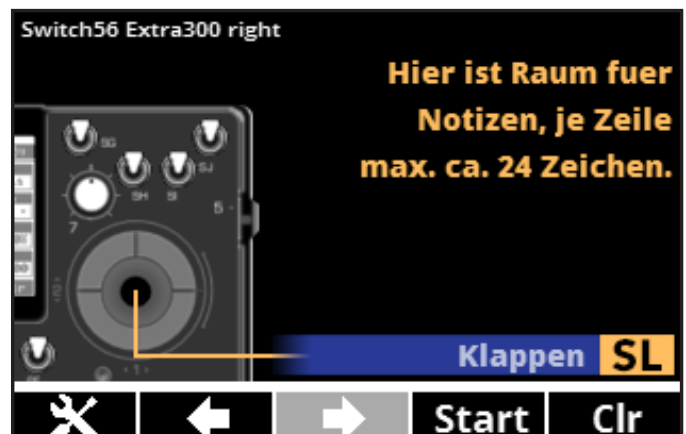 Switch56 Extra300 right
Hier ist Raum fuer
Notizen, je Zeile
max. ca. 24 Zeichen.
SG
SJ
SH
SI
5
7
1
Klappen SL
Start Clr